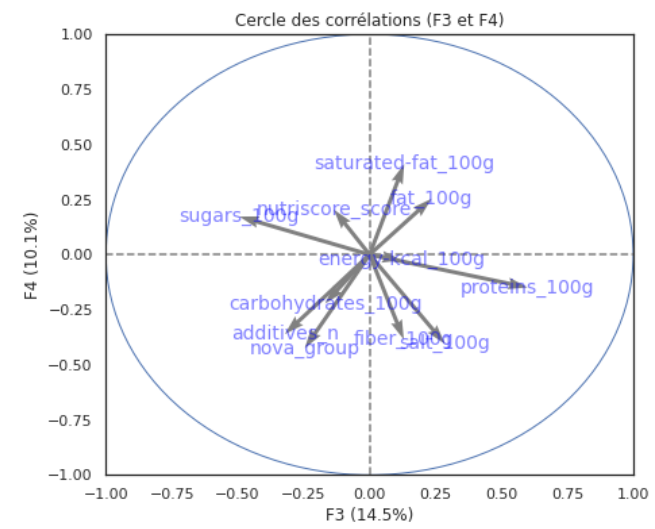 Cercle des corrélations (F3 et F4)
1.00
0.75
0.50
saturated-fat_100g
0.25
fat_100g
nutriscore_score
sugars_100g
F4 (10.1%)
0.00
energy-kcal_100g
proteins_100g
−0.25
carbohydrates_100g
additives_n
fiber_100g
salt_100g
nova_group
−0.50
−0.75
−1.00
−1.00 −0.75 −0.50 −0.25 0.00 0.25 0.50 0.75 1.00
F3 (14.5%)